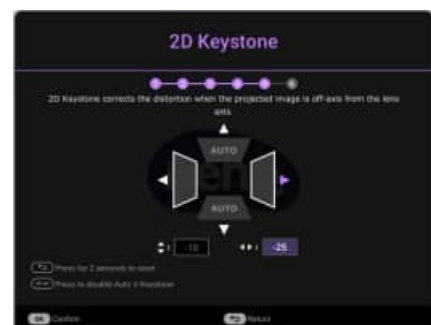 2D Keystone
2D Keystone corrects the distortion when the projected image is off-axis from the lens
axis.
AUTO
AUTO
-10
-25
Press for 2 seconds to reset
Press to disable Auto V Keystone
OK Confirm
Return